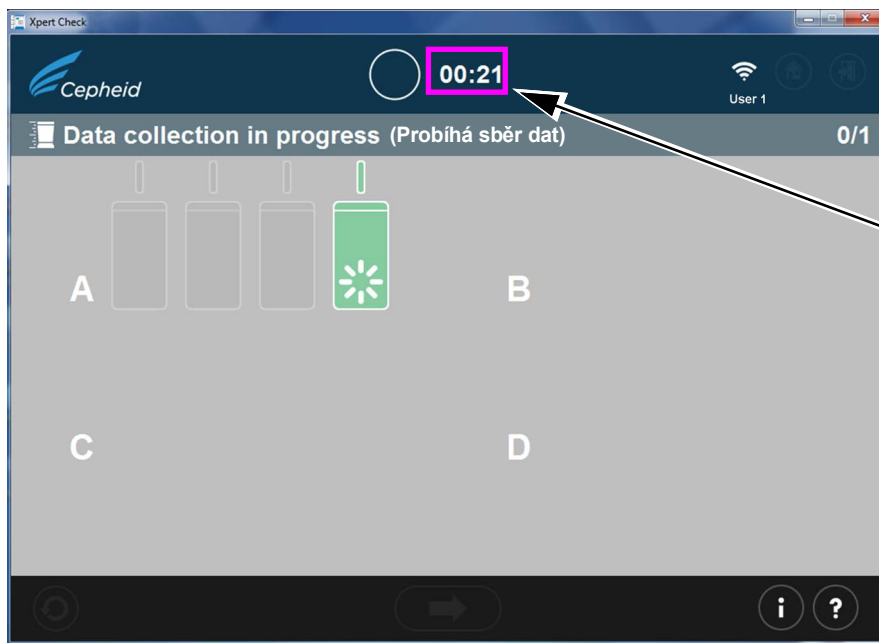 Xpert Check
Cepheid
00:21
User 1
Data collection in progress (Probíhá sběr dat)
0/1
A
B
C
D
i
?